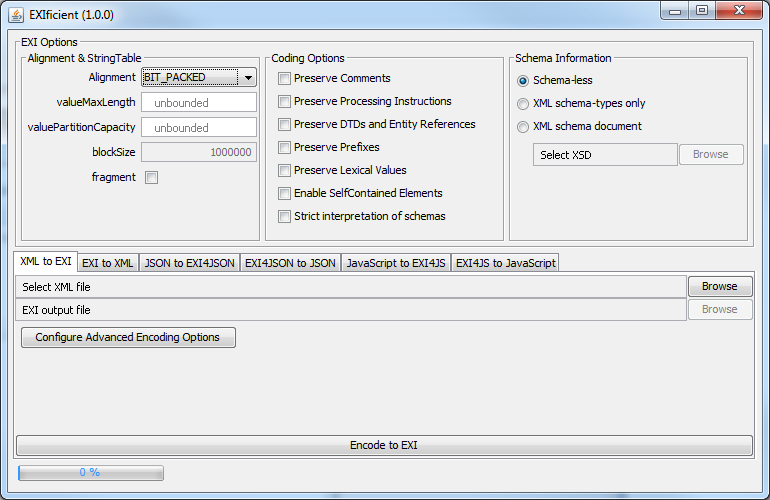 EXIficient (1.0.0)
EXI Options
Alignment & StringTable
Alignment BIT_PACKED
valueMaxLength unbounded
valuePartitionCapacity unbounded
blockSize 1000000
fragment
Coding Options
Preserve Comments
Preserve Processing Instructions
Preserve DTDs and Entity References
Preserve Prefixes
Preserve Lexical Values
Enable SelfContained Elements
Strict interpretation of schemas
Schema Information
Schema-less
XML schema-types only
XML schema document
Select XSD Browse
XML to EXI EXI to XML JSON to EXI4JSON EXI4JSON to JSON JavaScript to EXI4JS EXI4JS to JavaScript
Select XML file Browse
EXI output file Browse
Configure Advanced Encoding Options
Encode to EXI
0 %